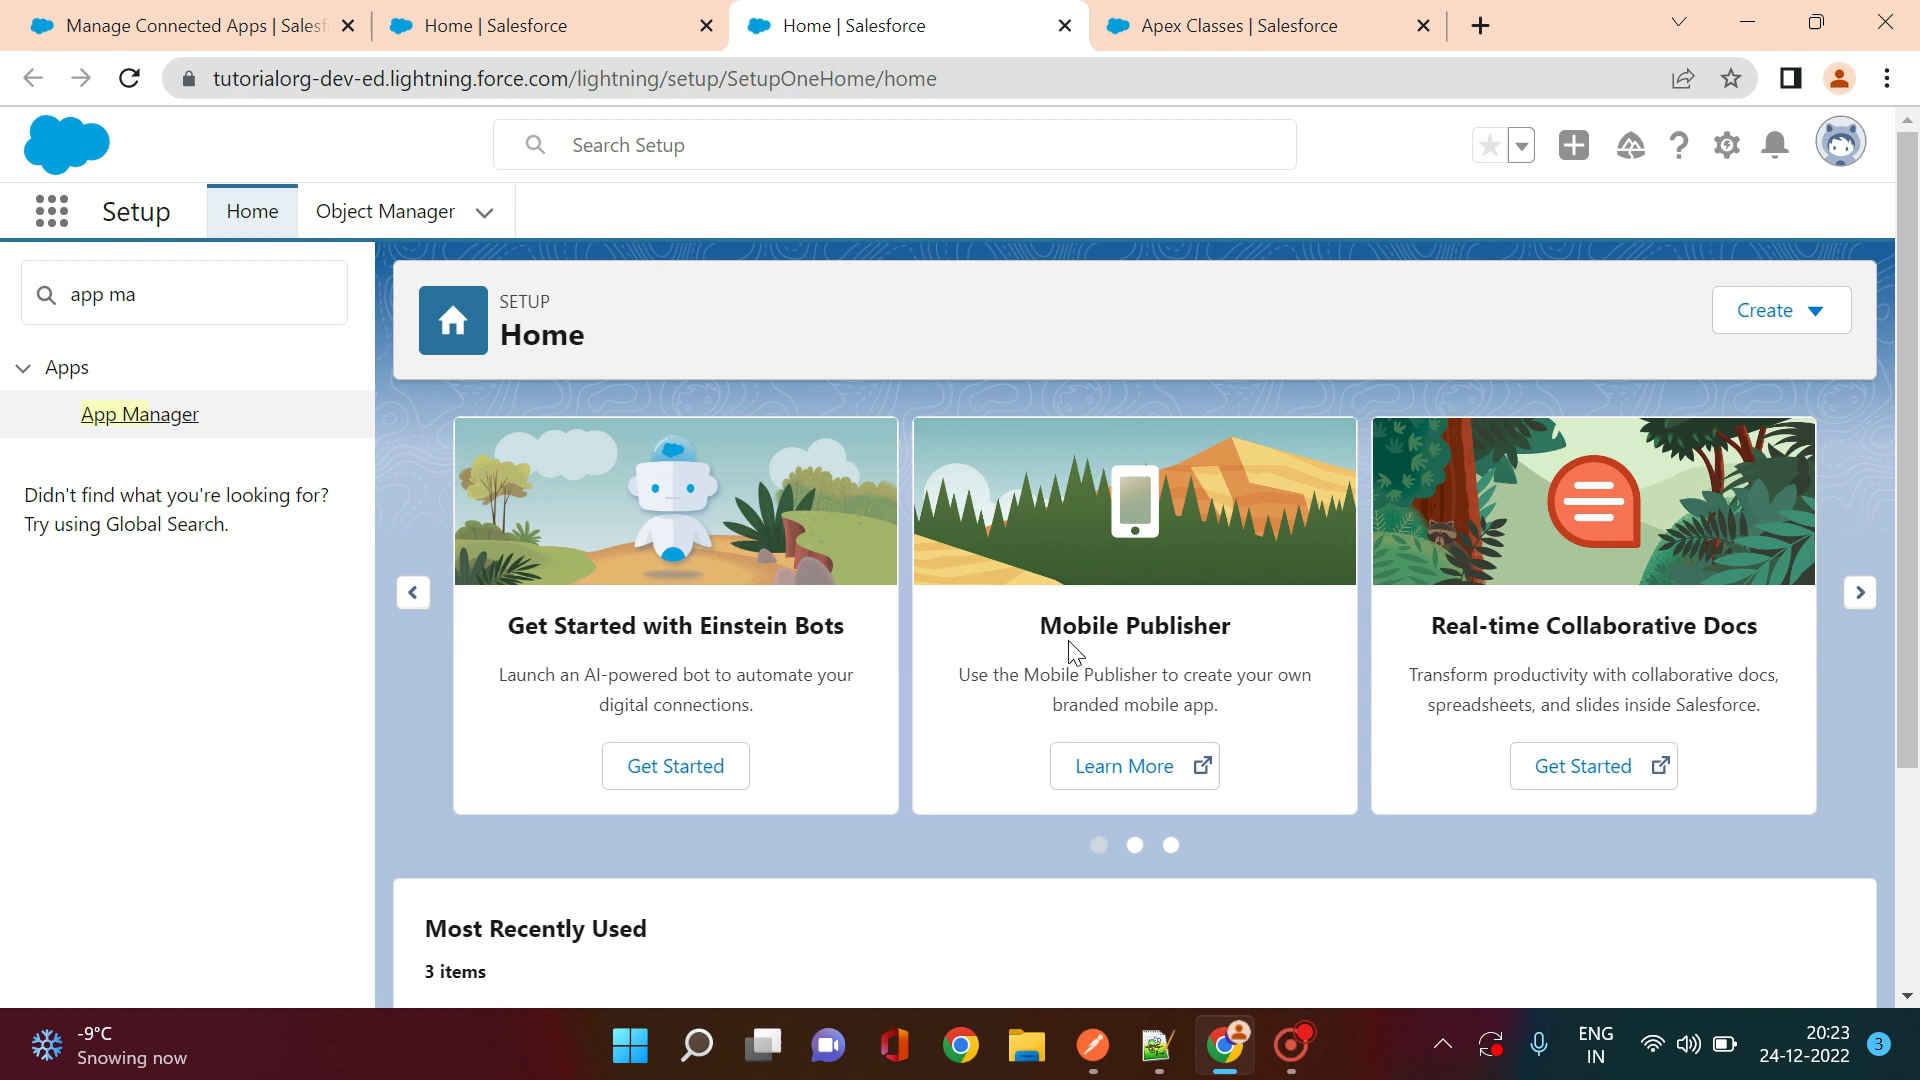 Manage Connected Apps | Salesf
Home | Salesforce
Home | Salesforce
Apex Classes | Salesforce
tutorialorg-dev-ed.lightning.force.com/lightning/setup/SetupOneHome/home
Search Setup
Setup
Home
Object Manager
app ma
Apps
App Manager
Didn't find what you're looking for?
Try using Global Search.
SETUP
Home
Create
Get Started with Einstein Bots
Launch an AI-powered bot to automate your
digital connections.
Get Started
Mobile Publisher
Use the Mobile Publisher to create your own
branded mobile app.
Learn More
Real-time Collaborative Docs
Transform productivity with collaborative docs,
spreadsheets, and slides inside Salesforce.
Get Started
Most Recently Used
3 items
-9°C
Snowing now
ENG
IN
20:23
24-12-2022
3